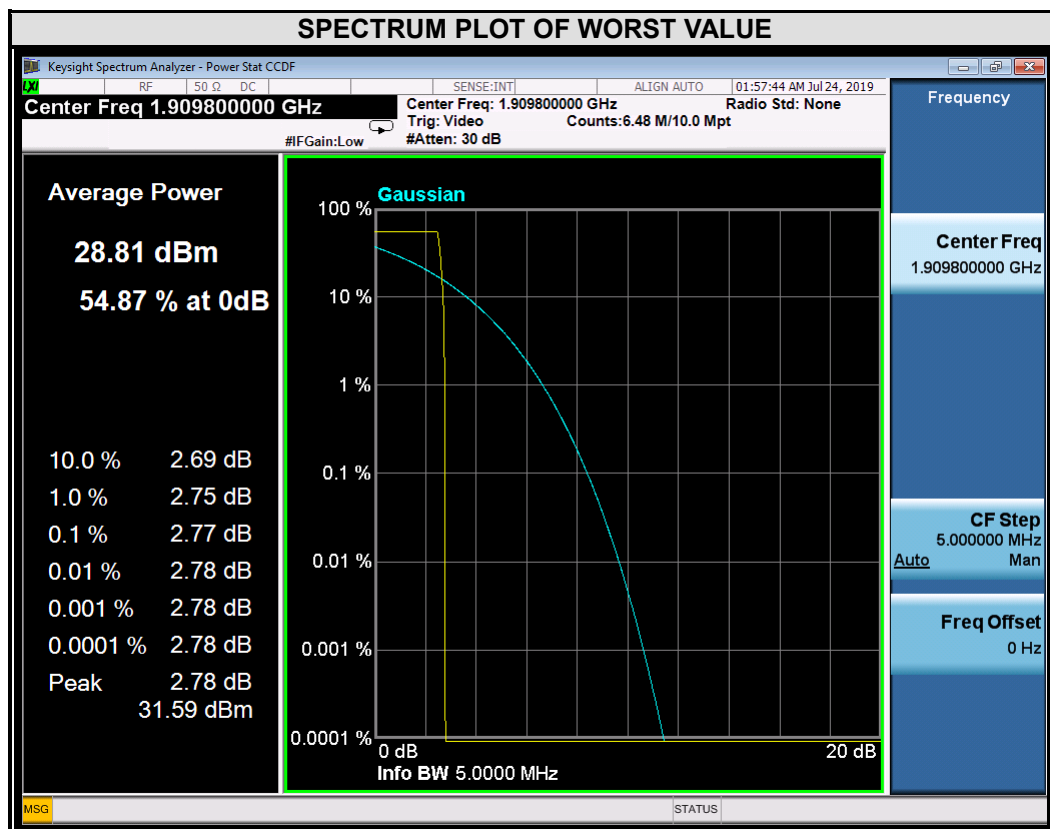 SPECTRUM PLOT OF WORST VALUE
Keysight Spectrum Analyzer - Power Stat CCDF
LXI RF 50 Ω DC SENSE:INT ALIGN AUTO 01:57:44 AM Jul 24, 2019
Center Freq 1.909800000 GHz
Center Freq: 1.909800000 GHz Radio Std: None
Trig: Video Counts:6.48 M/10.0 Mpt
#IFGain:Low #Atten: 30 dB
Frequency
Average Power
28.81 dBm
54.87 % at 0dB
10.0 % 2.69 dB
1.0 % 2.75 dB
0.1 % 2.77 dB
0.01 % 2.78 dB
0.001 % 2.78 dB
0.0001 % 2.78 dB
Peak 2.78 dB
31.59 dBm
Gaussian
100 %
10 %
1 %
0.1 %
0.01 %
0.001 %
0.0001 %
0 dB 20 dB
Info BW 5.0000 MHz
Center Freq
1.909800000 GHz
CF Step
5.000000 MHz
Auto Man
Freq Offset
0 Hz
MSG STATUS